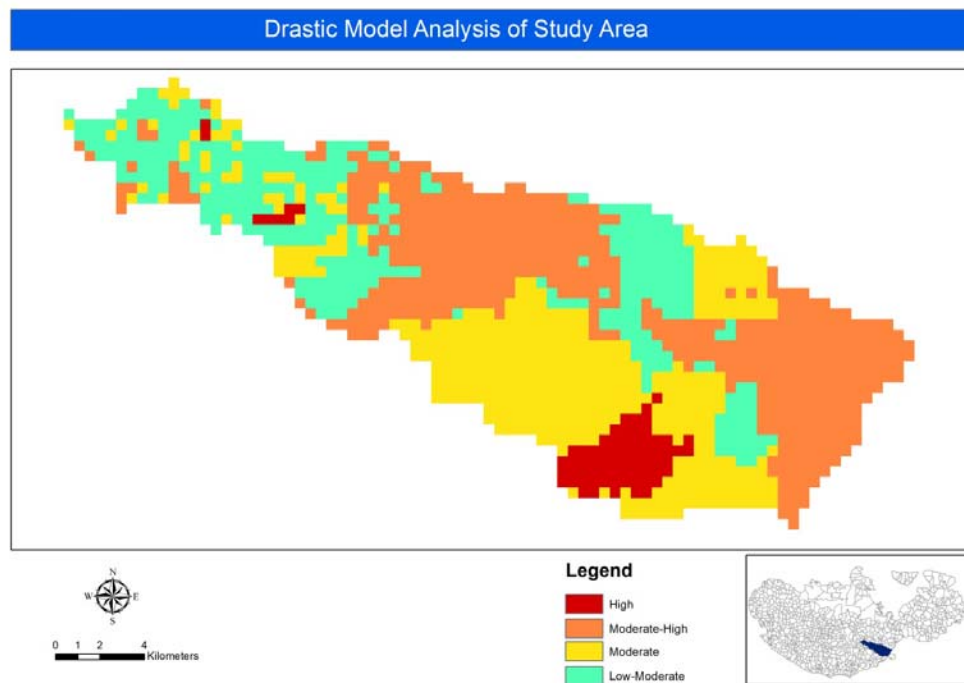 Drastic Model Analysis of Study Area
N
W E
S
0 1 2 4
Kilometers
Legend
High
Moderate-High
Moderate
Low-Moderate